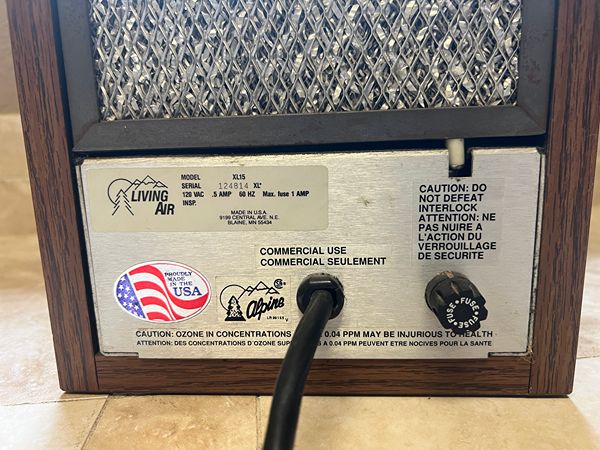 MODEL XL15
SERIAL 124814 XL*
120 VAC .5 AMP 60 HZ Max. fuse 1 AMP
INSP.
LIVING
AIR
MADE IN U.S.A.
9199 CENTRAL AVE. N.E.
BLAINE, MN 55434
CAUTION: DO
NOT DEFEAT
INTERLOCK
ATTENTION: NE
PAS NUIRE A
L'ACTION DU
VERROUILLAGE
DE SECURITE
COMMERCIAL USE
COMMERCIAL SEULEMENT
PROUDLY
MADE
IN THE
USA
Alpine
FUSE FUSE FUSE
CAUTION: OZONE IN CONCENTRATIONS 0.04 PPM MAY BE INJURIOUS TO HEALTH
ATTENTION: DES CONCENTRATIONS D'OZONE SUP A 0.04 PPM PEUVENT ETRE NOCIVES POUR LA SANTE